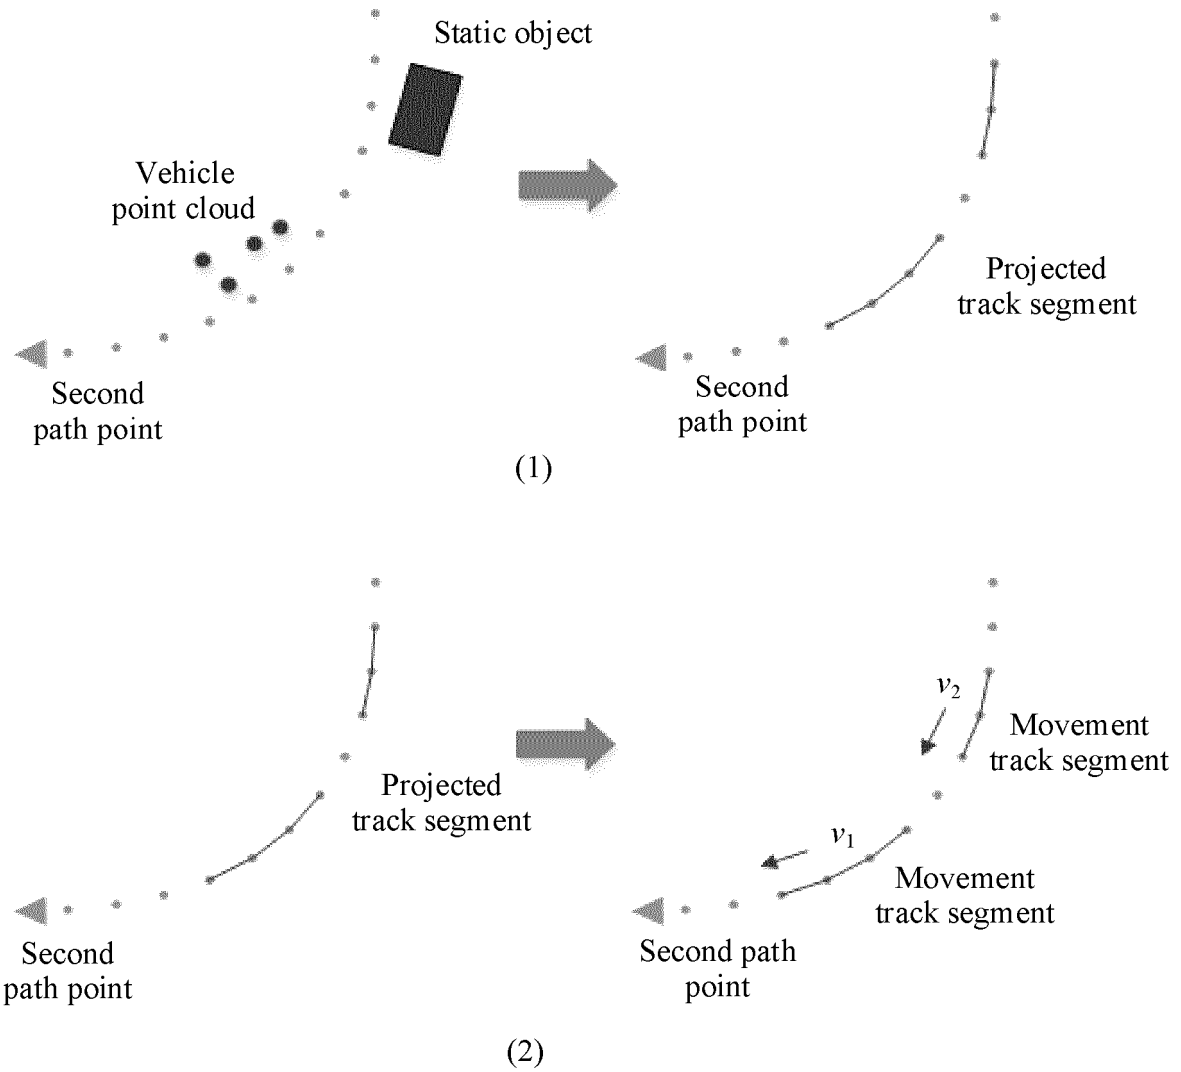 Static object
Vehicle
point cloud
Projected
track segment
Second
path point
Second
path point
(1)
v2
Movement
track segment
Projected
track segment
v1
Movement
track segment
Second
path point
Second path
point
(2)